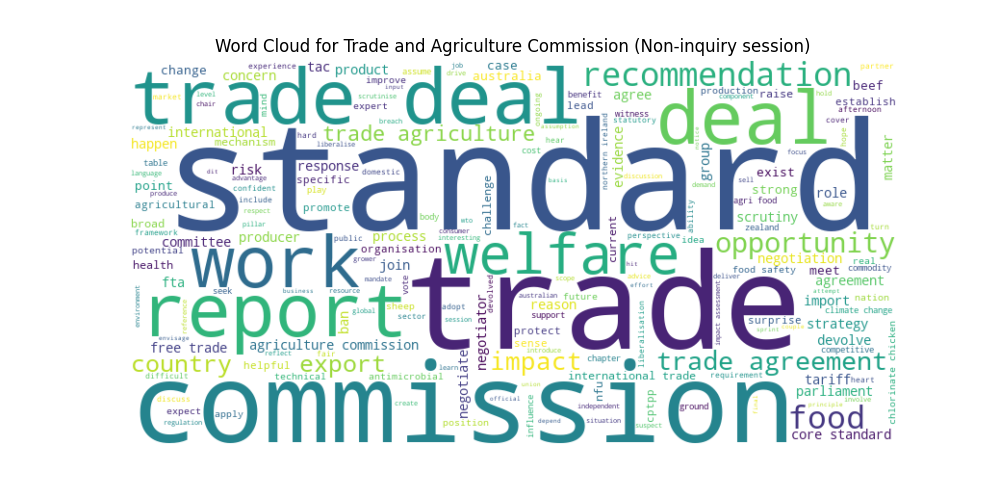 Word Cloud for Trade and Agriculture Commission (Non-inquiry session)
experience job case
change tac product assume drive australia recommendation partner
concern improve scrutinise benefit production hold beef
market level chair mind trade deal input expert lead agree component raise establish
breach ongoing statutory deal witness cover afternoon
represent international hard trade agriculture assumption
happen mechanism liberalise cost hear northern ireland evidence group notice hope matter
table dit response domestic focus
language advantage risk specific basis disruption demand sell exist
point produce confident play standard agri food strong role
agricultural include promote challenge ability aware
respect body wto fact scrutiny
broad pillar consumer zealand turn
framework producer public process interesting current perspective idea opportunity
committee organisation welfare negotiation real
potential work grower join hit food safety meet commodity
health seek mandate vote scope advice deliver agreement
fta business resource devolved effort attempt
environment reference report sheep adopt australian future trade import nation
envisage ban global sector session support reason liberalisation impact assessment climate change
negotiator protect surprise strategy
free trade agriculture commission sense sprint devolve
reflect fair introduce competitive
country helpful export learn impact chapter trade agreement
difficult technical antimicrobial international trade requirement tariff heart
create negotiate official nfu parliament chlorinate chicken
discuss independent cptpp ground principle involve
expect apply influence food
regulation position depend situation suspect core standard
commission